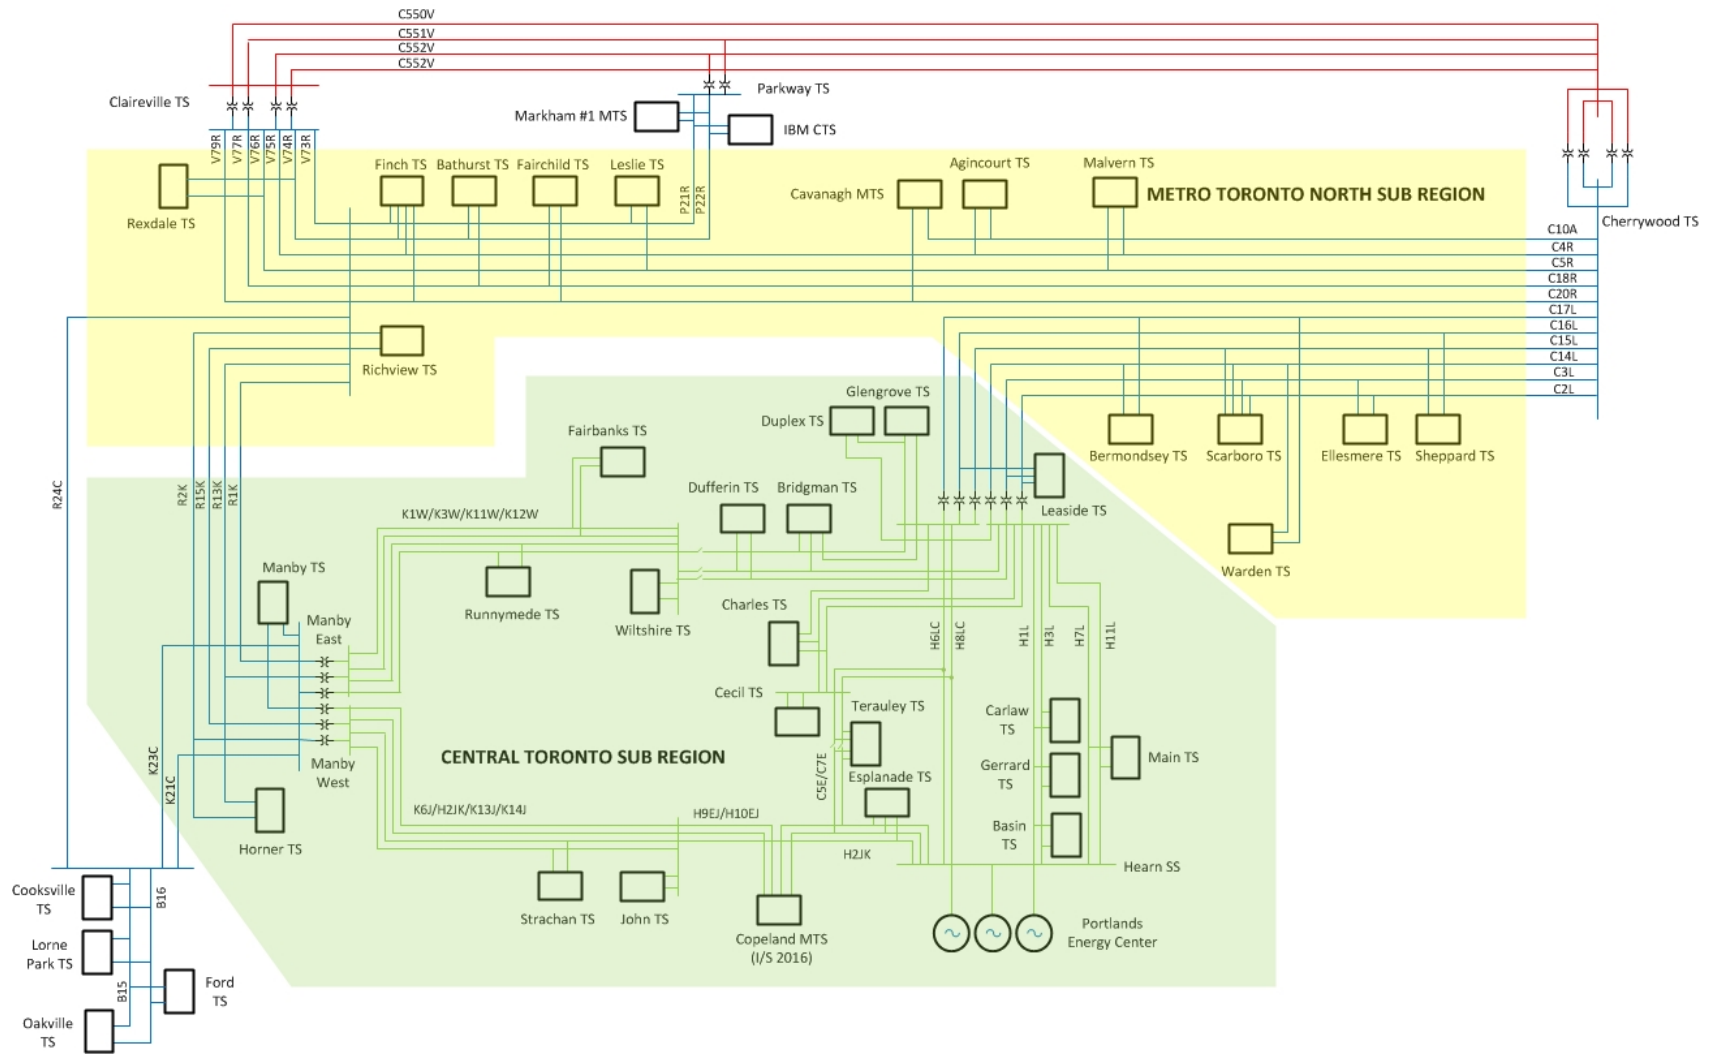 C550V
C551V
C552V
C552V
Claireville TS
Parkway TS
Markham #1 MTS
IBM CTS
V79R
V77R
V76R
V75R
V74R
V73R
Rexdale TS
Finch TS
Bathurst TS
Fairchild TS
Leslie TS
P21R
P22R
Cavanagh MTS
Agincourt TS
Malvern TS
METRO TORONTO NORTH SUB REGION
Cherrywood TS
C10A
C4R
C5R
C18R
C20R
C17L
C16L
C15L
C14L
C3L
C2L
Richview TS
R24C
R2K
R15K
R13K
R1K
Glengrove TS
Duplex TS
Fairbanks TS
Dufferin TS
Bridgman TS
Leaside TS
Bermondsey TS
Scarboro TS
Ellesmere TS
Sheppard TS
Warden TS
K1W/K3W/K11W/K12W
Manby TS
Runnymede TS
Wiltshire TS
Charles TS
Manby
East
H6LC
H8LC
H1L
H3L
H7L
H11L
Cecil TS
Terauley TS
Carlaw
TS
Main TS
Gerrard
TS
CENTRAL TORONTO SUB REGION
K23C
K21C
Manby
West
C5E/C7E
Esplanade TS
K6J/H2JK/K13J/K14J
H9EJ/H10EJ
Basin
TS
Horner TS
H2JK
Hearn SS
Strachan TS
John TS
Copeland MTS
(I/S 2016)
Portlands
Energy Center
Cooksville
TS
B16
Lorne
Park TS
B15
Ford
TS
Oakville
TS